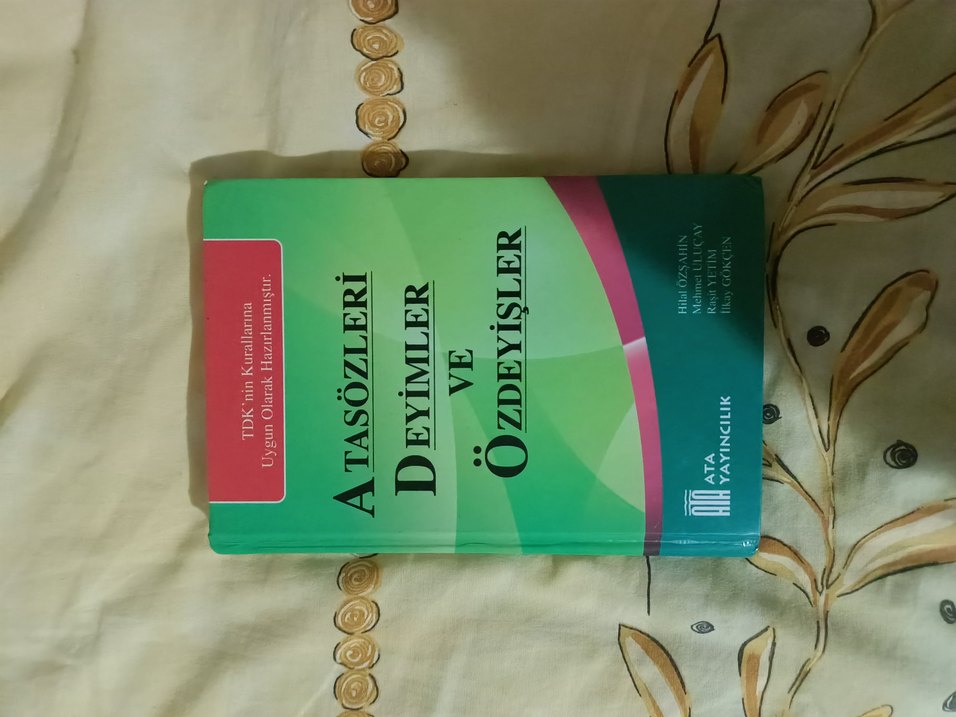 TDK'nin Kurallarına
Uygun Olarak Hazırlanmıştır.
ATASÖZLERİ
DEYİMLER
VE
ÖZDEYİŞLER
Hilal ÖZŞAHİN
Mehmet ULUÇAY
Raşit YETİM
İlkay GÖKÇEN
ATA
ATA
YAYINCILIK